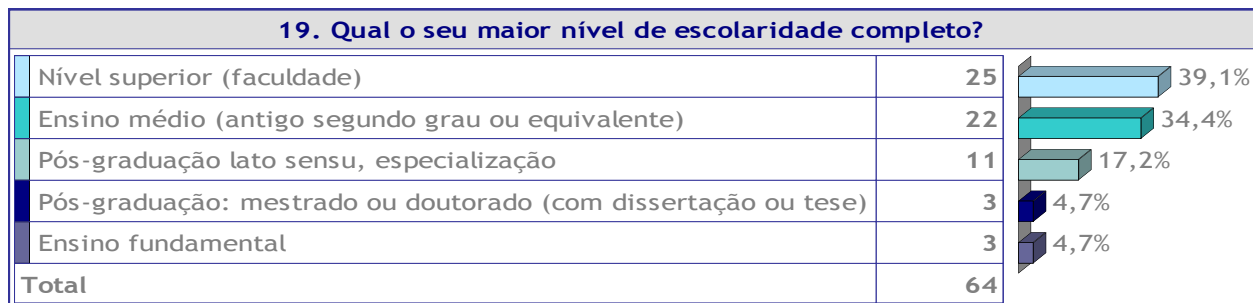 19. Qual o seu maior nível de escolaridade completo?
Nível superior (faculdade) 25 39,1%
Ensino médio (antigo segundo grau ou equivalente) 22 34,4%
Pós-graduação lato sensu, especialização 11 17,2%
Pós-graduação: mestrado ou doutorado (com dissertação ou tese) 3 4,7%
Ensino fundamental 3 4,7%
Total 64